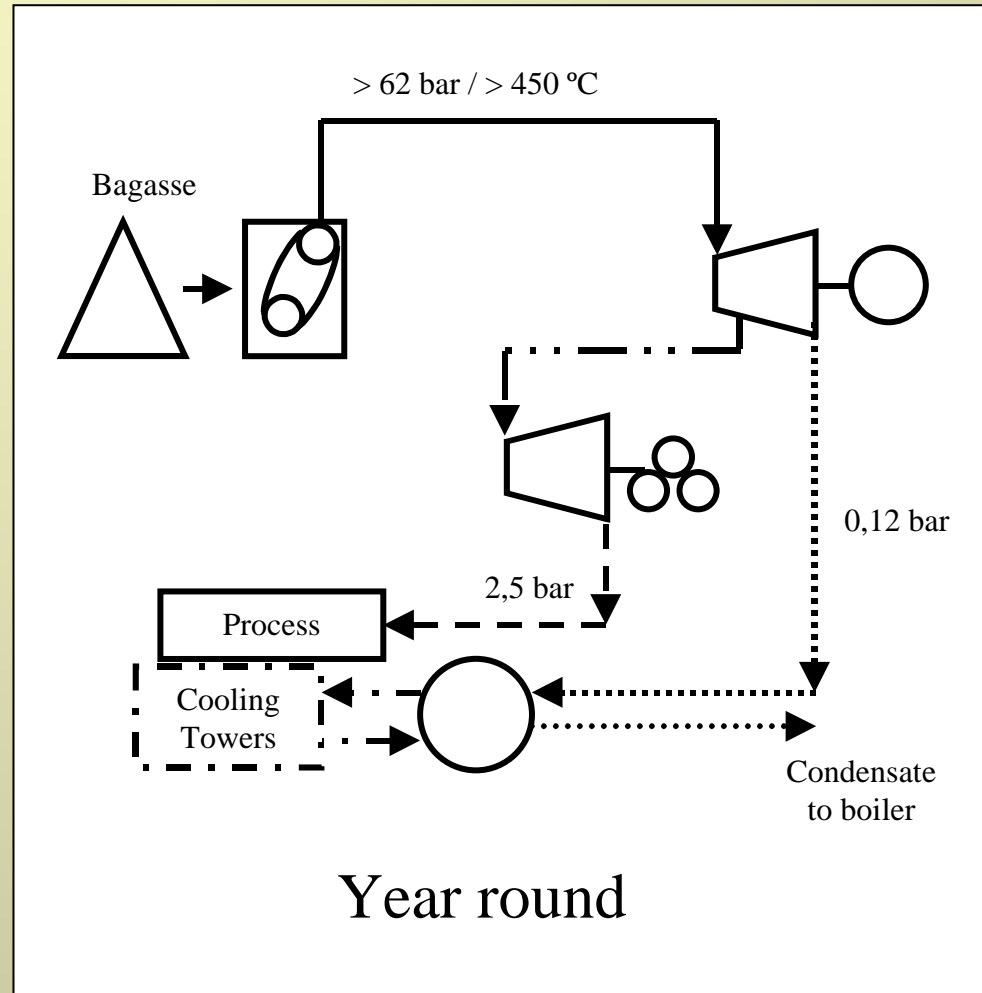 > 62 bar / > 450 ºC
Bagasse
0,12 bar
2,5 bar
Process
Cooling
Towers
Condensate
to boiler
Year round